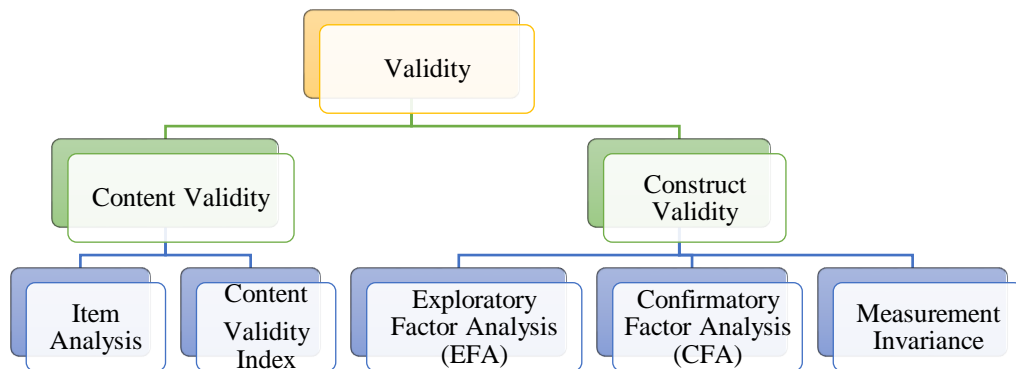 Validity
Content Validity
Construct
Validity
Item
Analysis
Content
Validity
Index
Exploratory
Factor Analysis
(EFA)
Confirmatory
Factor Analysis
(CFA)
Measurement
Invariance